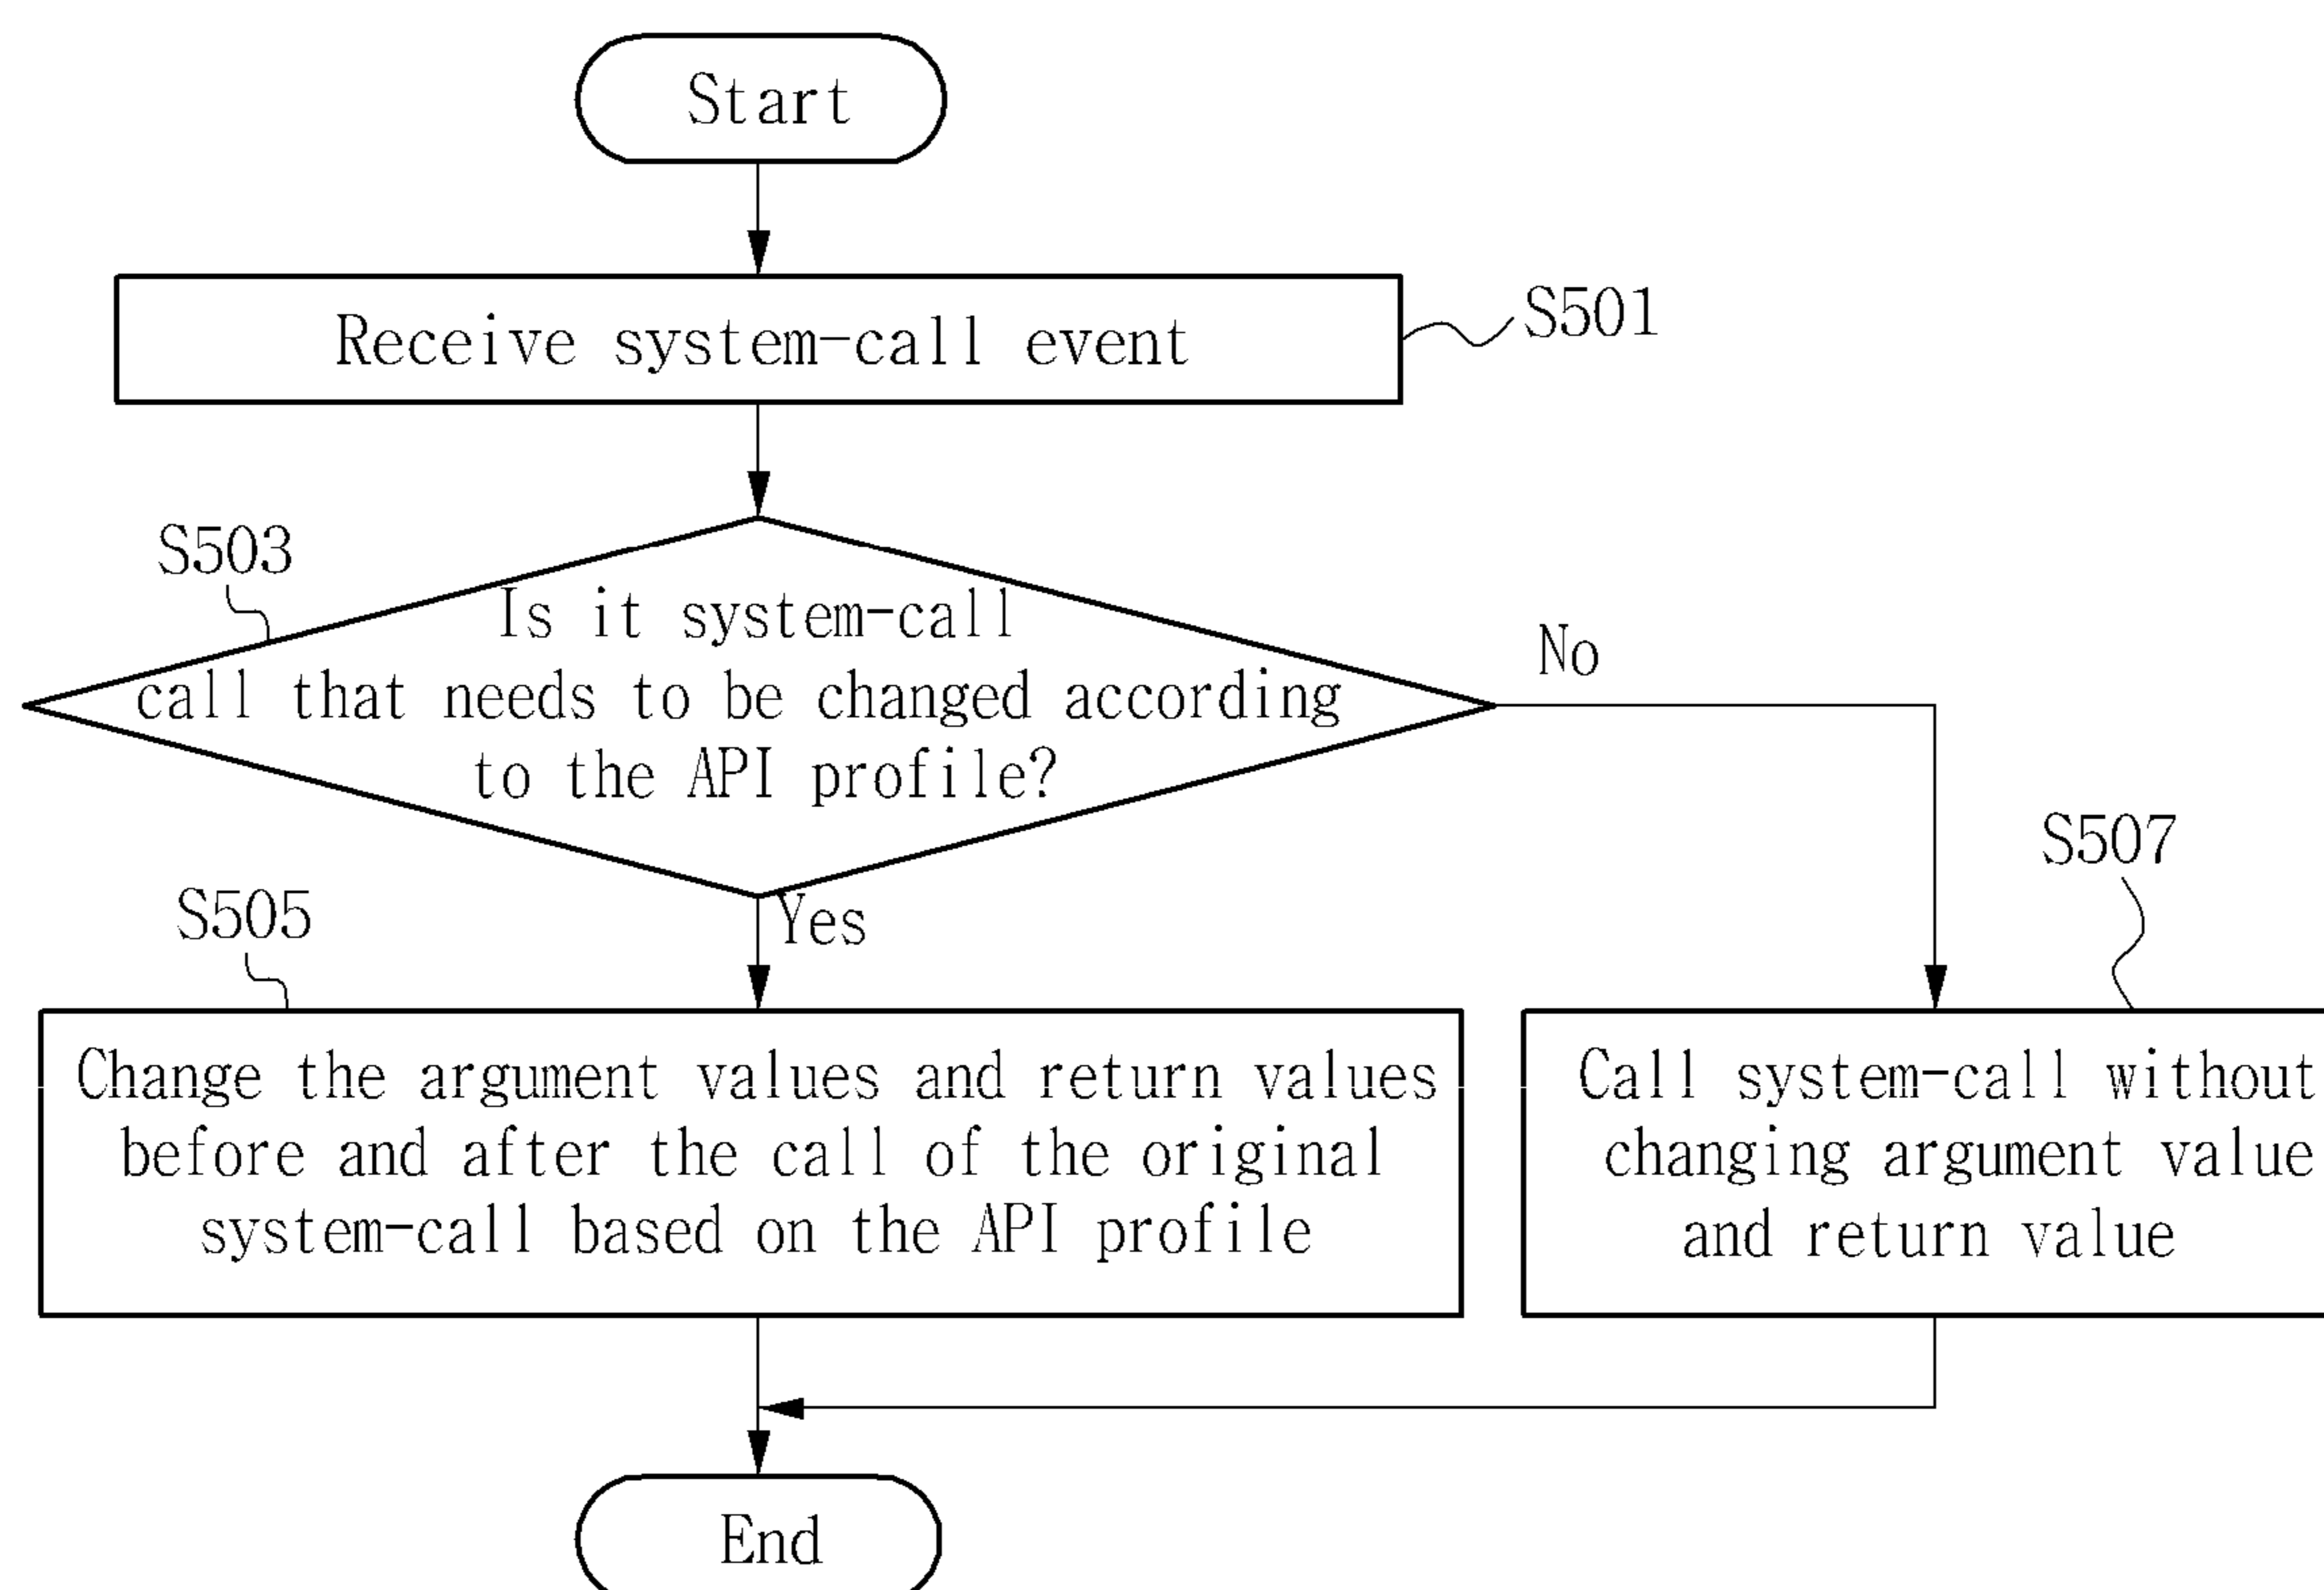 Start
Receive system-call event
S501
S503
Is it system-call
call that needs to be changed according
to the API profile?
No
Yes
S505
S507
Change the argument values and return values
before and after the call of the original
system-call based on the API profile
Call system-call without
changing argument value
and return value
End